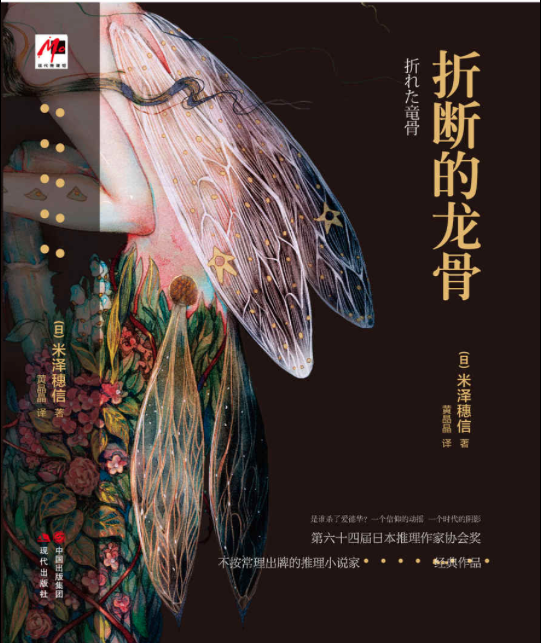 折断的龙骨
折れた竜骨
(日) 米泽穗信 著
黄晶晶 译
是谁杀了爱德华? 一个信仰的动摇 一个时代的阴影
第六十四届日本推理作家协会奖
不按常理出牌的推理小说家 经典作品
(日) 米泽穗信 著
黄晶晶 译
中国出版集团
现代出版社